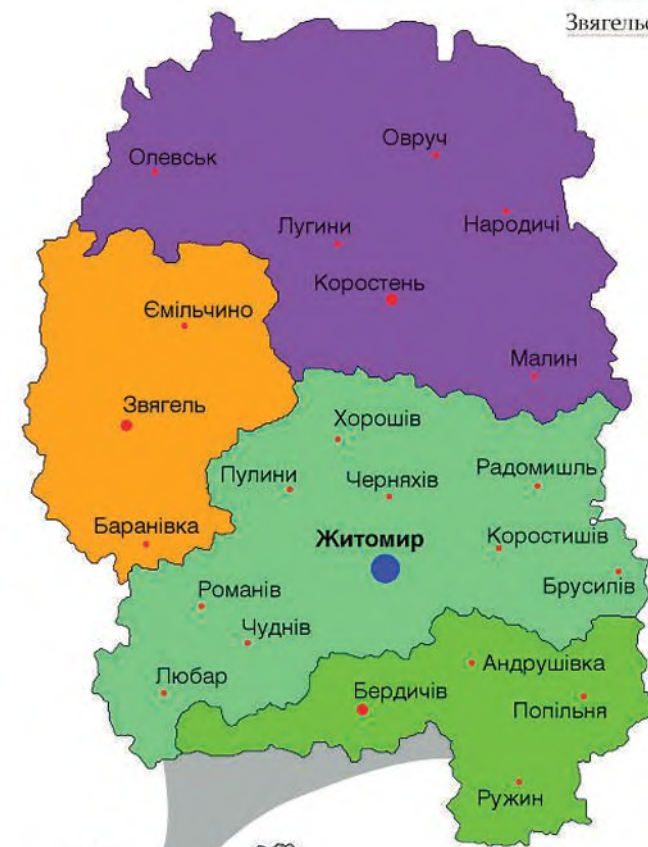 Овруч
Олевськ
Народичі
Лугини
Коростень
Ємільчино
Малин
Звягель
Хорошів
Пулини
Черняхів
Радомишль
Баранівка
Житомир
Коростишів
Брусилів
Романів
Чуднів
Андрушівка
Любар
Бердичів
Попільня
Ружин